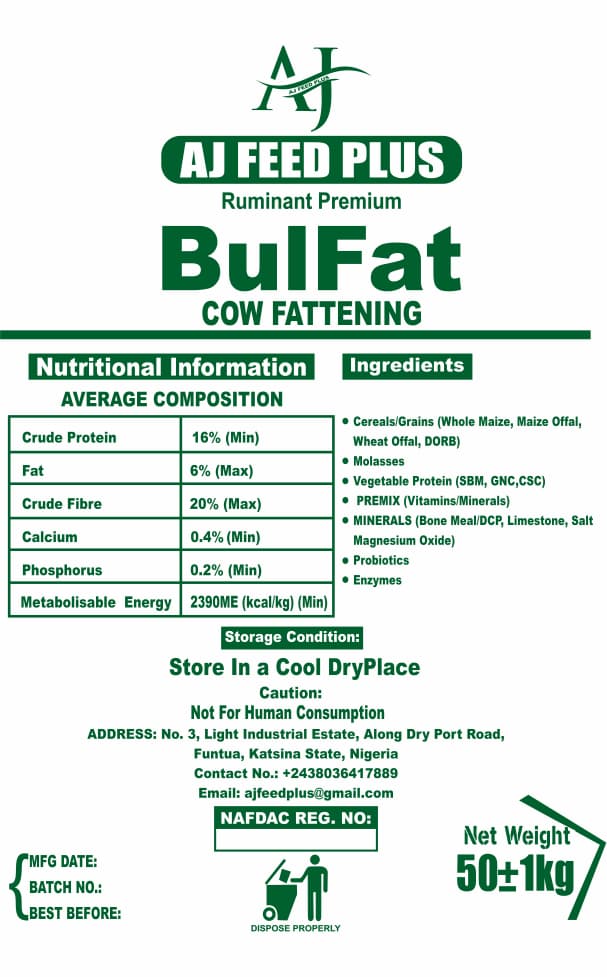 AJ
AJ FEED PLUS
AJ FEED PLUS
Ruminant Premium
BulFat
COW FATTENING
Nutritional Information
AVERAGE COMPOSITION
Crude Protein 16% (Min)
Fat 6% (Max)
Crude Fibre 20% (Max)
Calcium 0.4% (Min)
Phosphorus 0.2% (Min)
Metabolisable Energy 2390ME (kcal/kg) (Min)
Ingredients
• Cereals/Grains (Whole Maize, Maize Offal,
Wheat Offal, DORB)
• Molasses
• Vegetable Protein (SBM, GNC,CSC)
• PREMIX (Vitamins/Minerals)
• MINERALS (Bone Meal/DCP, Limestone, Salt
Magnesium Oxide)
• Probiotics
• Enzymes
Storage Condition:
Store In a Cool DryPlace
Caution:
Not For Human Consumption
ADDRESS: No. 3, Light Industrial Estate, Along Dry Port Road,
Funtua, Katsina State, Nigeria
Contact No.: +2438036417889
Email: ajfeedplus@gmail.com
NAFDAC REG. NO:
MFG DATE:
BATCH NO.:
BEST BEFORE:
DISPOSE PROPERLY
Net Weight
50±1kg